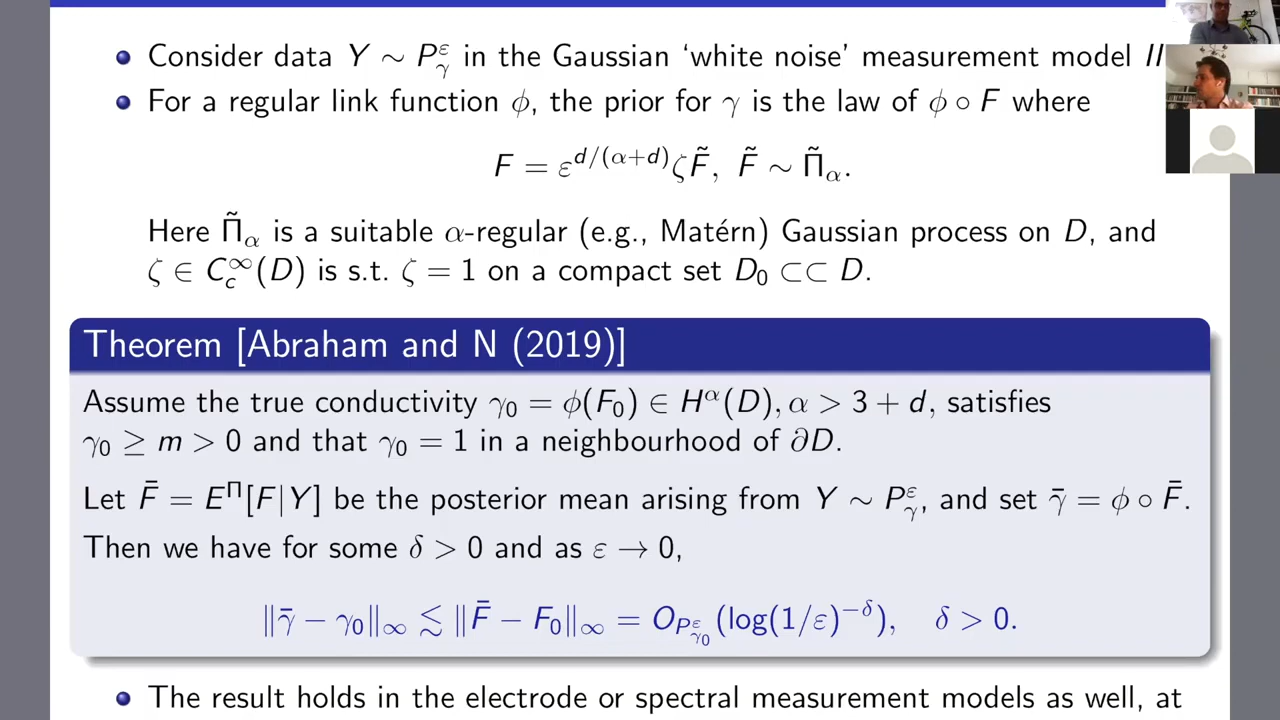 Consider data Y ∼ P^ε_γ in the Gaussian ‘white noise’ measurement model II
For a regular link function ϕ, the prior for γ is the law of ϕ ∘ F where
F = ε^{d/(α+d)} ζF̃, F̃ ∼ Π̃_α.
Here Π̃_α is a suitable α-regular (e.g., Matérn) Gaussian process on D, and
ζ ∈ C^∞_c(D) is s.t. ζ = 1 on a compact set D_0 ⊂⊂ D.
Theorem [Abraham and N (2019)]
Assume the true conductivity γ_0 = ϕ(F_0) ∈ H^α(D), α > 3 + d, satisfies
γ_0 ≥ m > 0 and that γ_0 = 1 in a neighbourhood of ∂D.
Let F̄ = E^Π[F|Y] be the posterior mean arising from Y ∼ P^ε_γ, and set γ̄ = ϕ ∘ F̄.
Then we have for some δ > 0 and as ε → 0,
‖γ̄ − γ_0‖_∞ ≲ ‖F̄ − F_0‖_∞ = O_{P^ε_{γ_0}}(log(1/ε)^{−δ}), δ > 0.
The result holds in the electrode or spectral measurement models as well, at